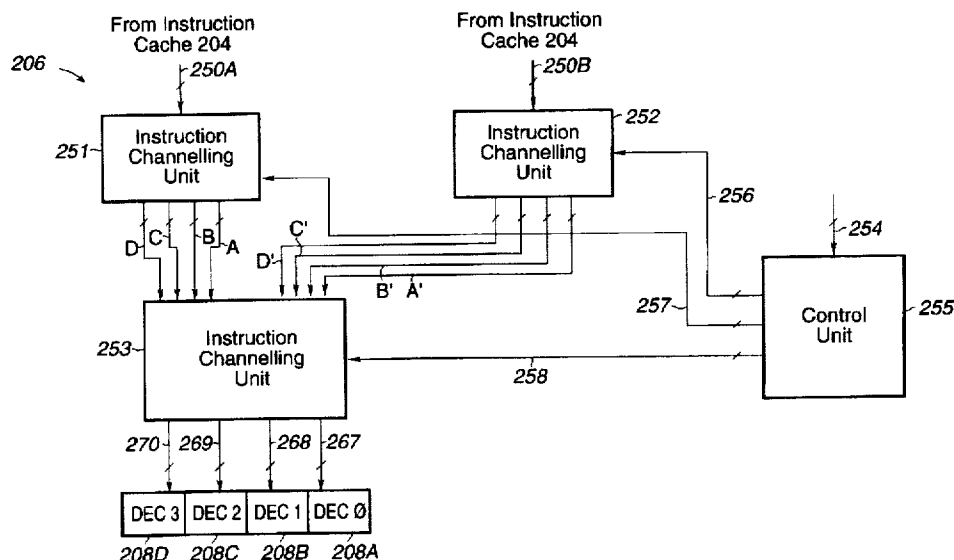 From Instruction
Cache 204
206
250A
From Instruction
Cache 204
250B
251
Instruction
Channelling
Unit
Instruction
Channelling
Unit
252
256
254
D
C
B
A
C'
D'
B'
A'
257
Control
Unit
255
253
Instruction
Channelling
Unit
258
270
269
268
267
DEC 3
DEC 2
DEC 1
DEC Ø
208D
208C
208B
208A